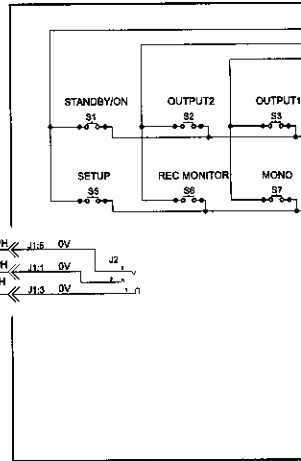 STANDBY/ON OUTPUT2 OUTPUT1
S1 S2 S3
SETUP REC MONITOR MONO
S5 S6 S7
J1:5 0V J2
J1:1 0V
J1:3 0V